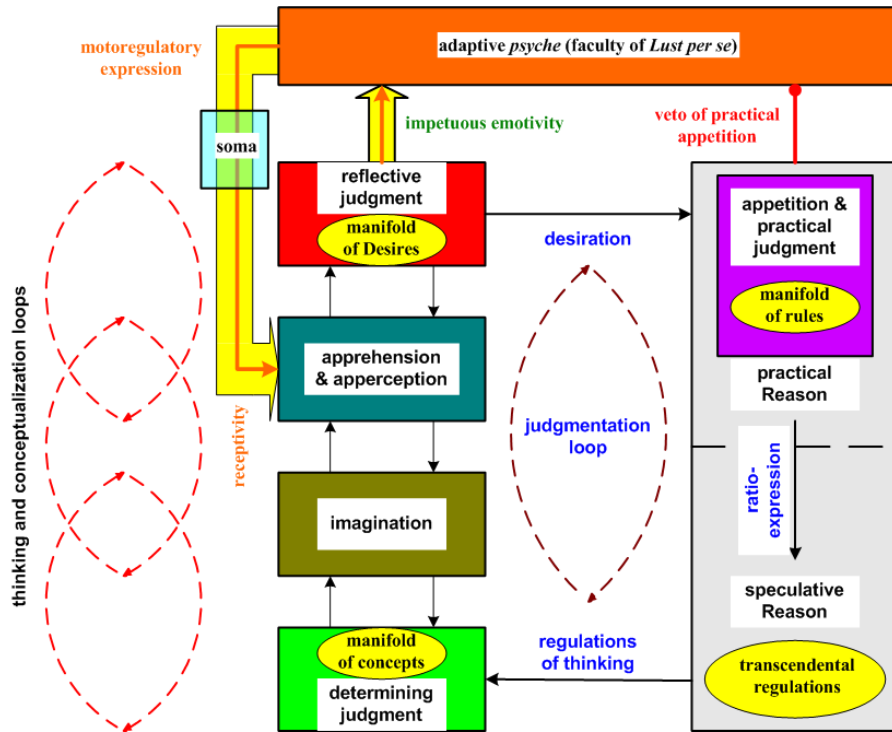 motoregulatory
expression
adaptive psyche (faculty of Lust per se)
soma
impetuous emotivity
veto of practical
appetition
reflective
judgment
manifold
of Desires
desiration
appetition &
practical
judgment
manifold
of rules
practical
Reason
thinking and conceptualization loops
receptivity
apprehension
& apperception
judgmentation
loop
ratio-
expression
imagination
speculative
Reason
manifold
of concepts
determining
judgment
regulations
of thinking
transcendental
regulations